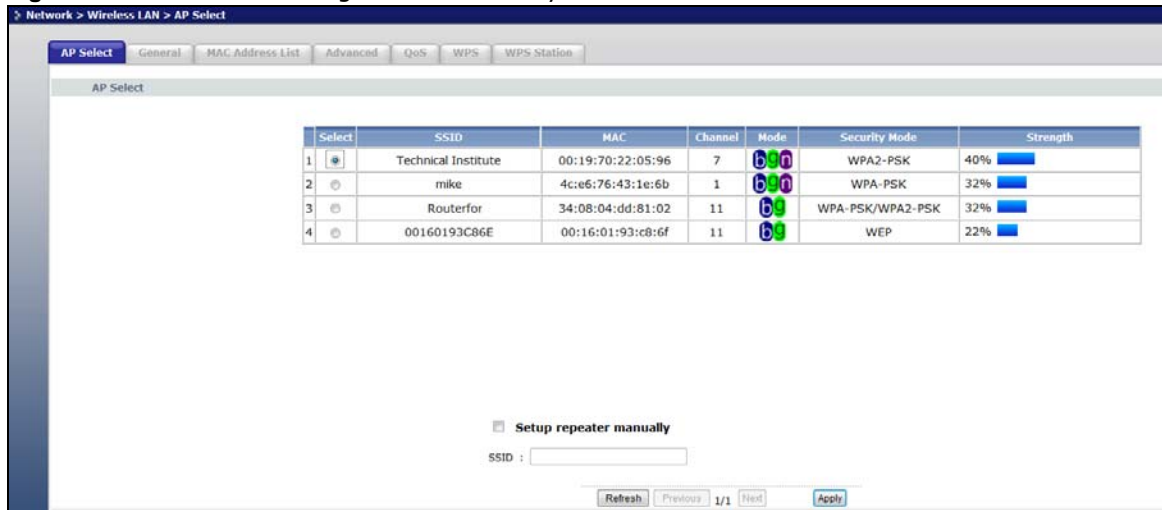 Network > Wireless LAN > AP Select
AP Select General MAC Address List Advanced QoS WPS WPS Station
AP Select
Select SSID MAC Channel Mode Security Mode Strength
1 Technical Institute 00:19:70:22:05:96 7 bgn WPA2-PSK 40%
2 mike 4c:e6:76:43:1e:6b 1 bgn WPA-PSK 32%
3 Routerfor 34:08:04:dd:81:02 11 bg WPA-PSK/WPA2-PSK 32%
4 00160193C86E 00:16:01:93:c8:6f 11 bg WEP 22%
Setup repeater manually
SSID :
Refresh Previous 1/1 Next Apply